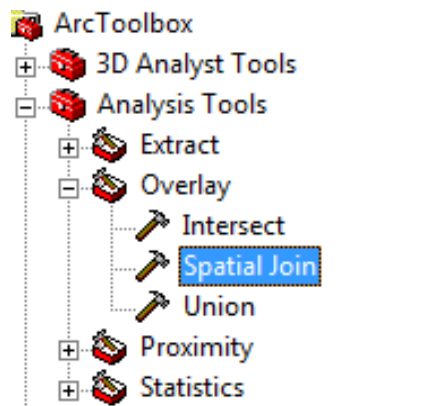 ArcToolbox
3D Analyst Tools
Analysis Tools
Extract
Overlay
Intersect
Spatial Join
Union
Proximity
Statistics